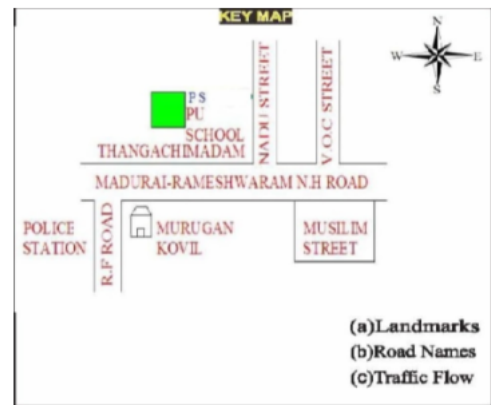 KEY MAP
N
W
E
S
PS
PU
SCHOOL
THANGACHIMADAM
NADU STREET
V.O.C STREET
MADURAI-RAMESHWARAM N.H ROAD
POLICE
STATION
R.F ROAD
MURUGAN
KOVIL
MUSILIM
STREET
(a)Landmarks
(b)Road Names
(c)Traffic Flow